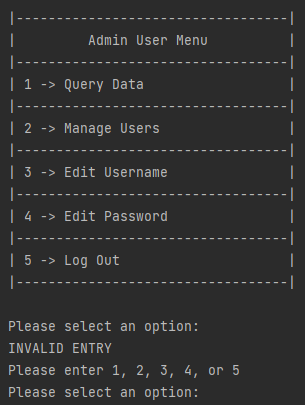 |----------------------------------|
|         Admin User Menu          |
|----------------------------------|
| 1 -> Query Data                  |
|----------------------------------|
| 2 -> Manage Users                |
|----------------------------------|
| 3 -> Edit Username               |
|----------------------------------|
| 4 -> Edit Password               |
|----------------------------------|
| 5 -> Log Out                     |
|----------------------------------|
Please select an option:
INVALID ENTRY
Please enter 1, 2, 3, 4, or 5
Please select an option: